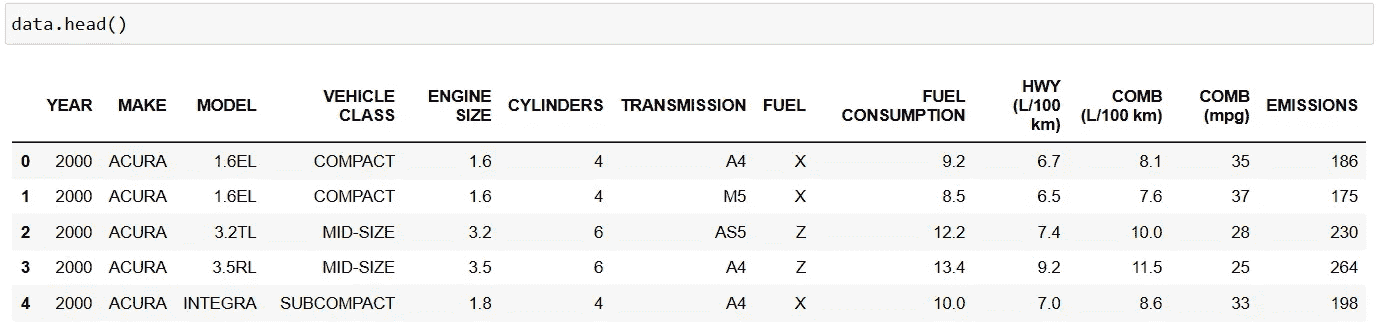 data.head()
YEAR MAKE MODEL VEHICLE CLASS ENGINE SIZE CYLINDERS TRANSMISSION FUEL FUEL CONSUMPTION HWY (L/100 km) COMB (L/100 km) COMB (mpg) EMISSIONS
0 2000 ACURA 1.6EL COMPACT 1.6 4 A4 X 9.2 6.7 8.1 35 186
1 2000 ACURA 1.6EL COMPACT 1.6 4 M5 X 8.5 6.5 7.6 37 175
2 2000 ACURA 3.2TL MID-SIZE 3.2 6 AS5 Z 12.2 7.4 10.0 28 230
3 2000 ACURA 3.5RL MID-SIZE 3.5 6 A4 Z 13.4 9.2 11.5 25 264
4 2000 ACURA INTEGRA SUBCOMPACT 1.8 4 A4 X 10.0 7.0 8.6 33 198